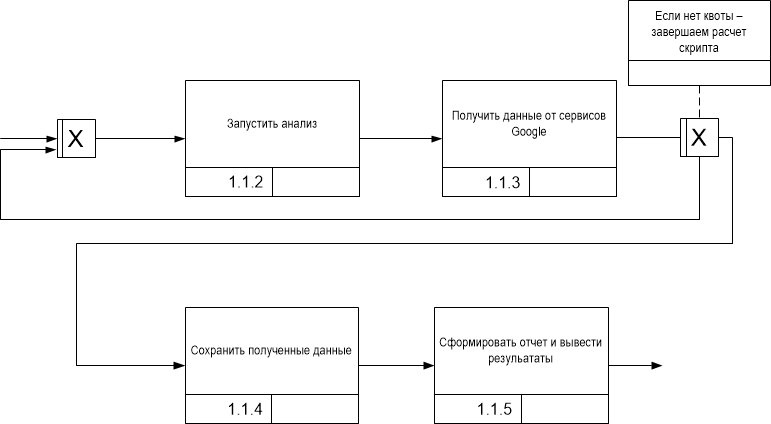 Если нет квоты –
завершаем расчет
скрипта
X
Запустить анализ
1.1.2
Получить данные от сервисов
Google
1.1.3
X
Сохранить полученные данные
1.1.4
Сформировать отчет и вывести
резульататы
1.1.5